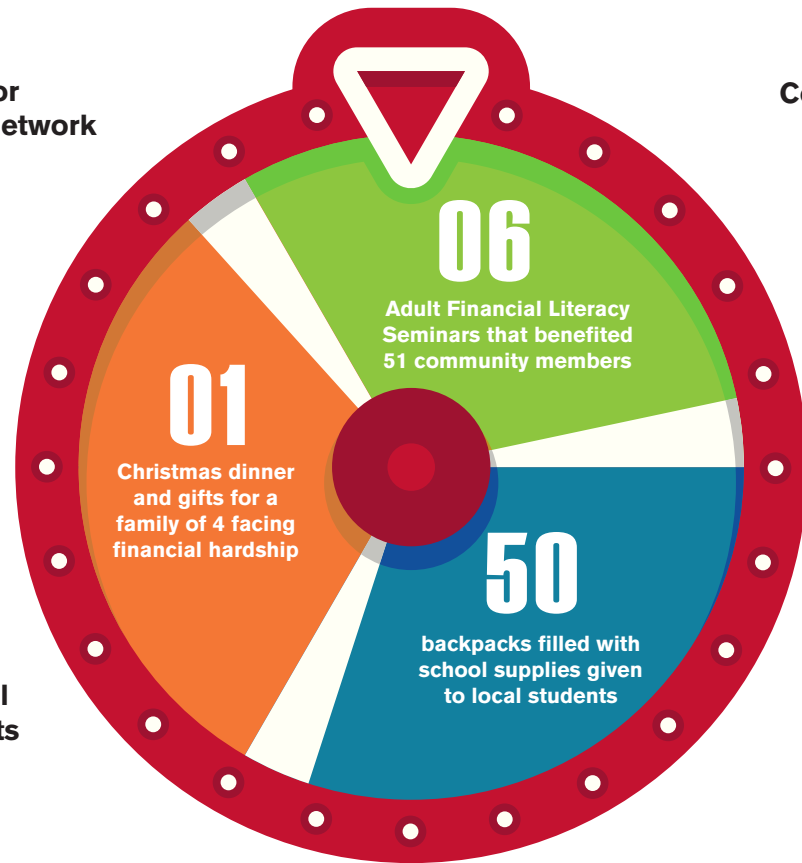 etwork
06
Adult Financial Literacy
Seminars that benefited
51 community members
01
Christmas dinner
and gifts for a
family of 4 facing
financial hardship
50
backpacks filled with
school supplies given
to local students